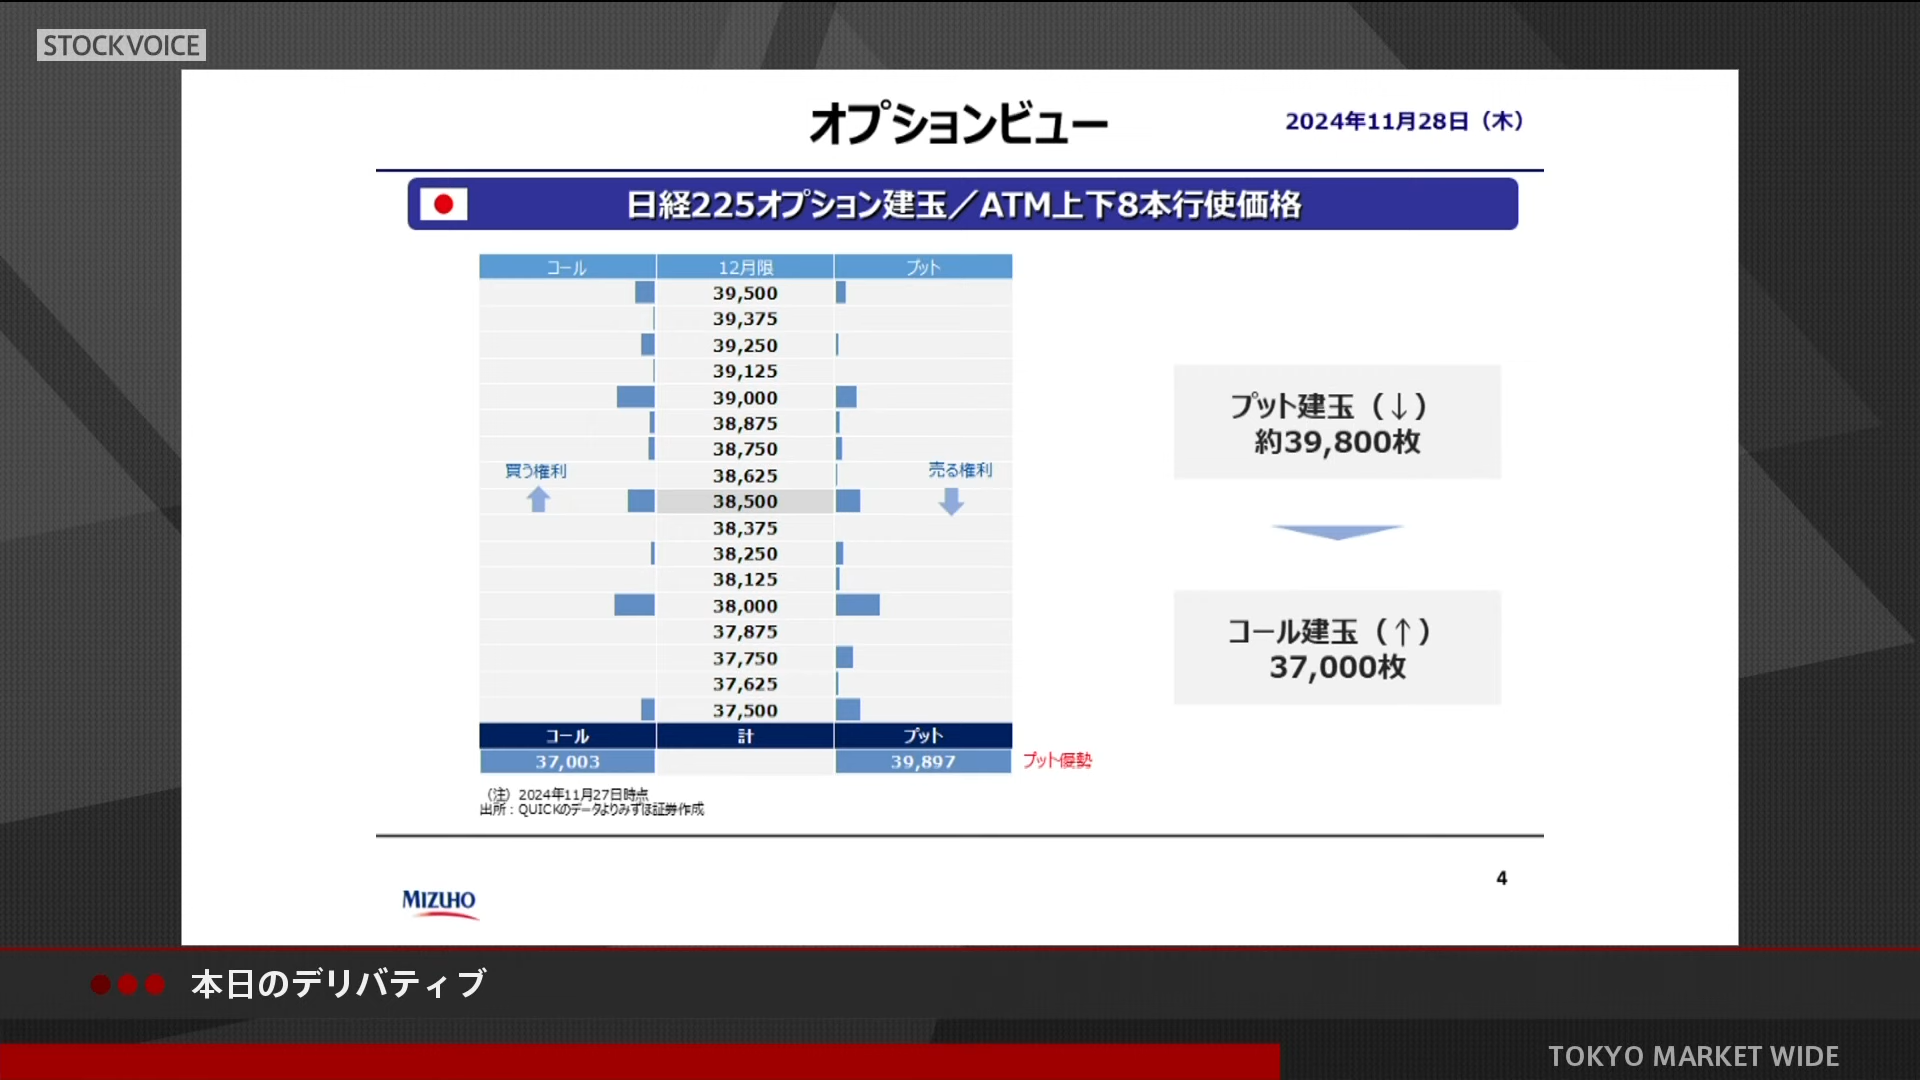 STOCKVOICE
オプションビュー
2024年11月28日（木）
日経225オプション建玉／ATM上下8本行使価格
コール 12月限 プット
39,500
39,375
39,250
39,125
39,000
38,875
38,750
38,625
38,500
38,375
38,250
38,125
38,000
37,875
37,750
37,625
37,500
買う権利
売る権利
コール 計 プット
37,003 39,897
プット優勢
（注）2024年11月27日時点
出所：QUICKのデータよりみずほ証券作成
プット建玉（↓）
約39,800枚
コール建玉（↑）
37,000枚
4
MIZUHO
本日のデリバティブ
TOKYO MARKET WIDE